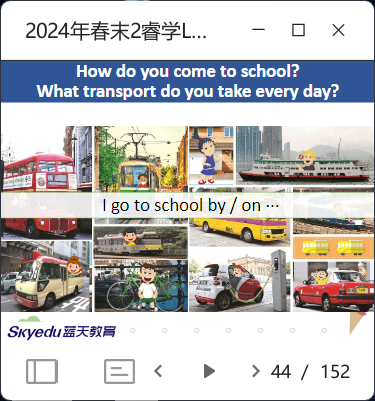 2024年春末2睿学L...
How do you come to school?
What transport do you take every day?
I go to school by / on ···
Skyedu 蓝天教育
44 / 152